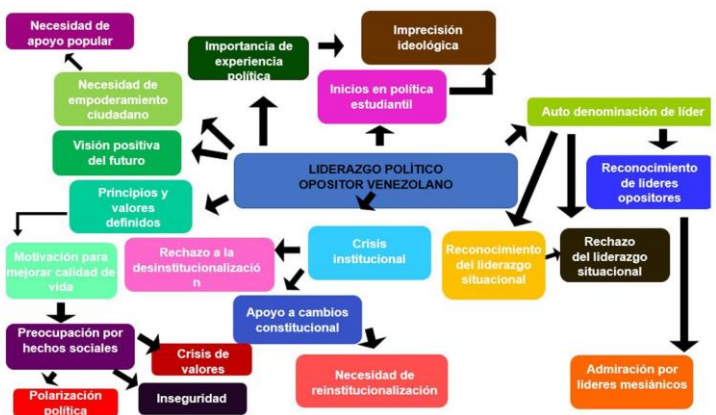 Necesidad de
apoyo popular
Importancia de
experiencia
política
Imprecisión
ideológica
Necesidad de
empoderamiento
ciudadano
Inicios en política
estudiantil
Auto denominación de líder
Visión positiva
del futuro
LIDERAZGO POLÍTICO
OPOSITOR VENEZOLANO
Reconocimiento
de lideres
opositores
Principios y
valores
definidos
Motivación para
mejorar calidad de
vida
Rechazo a la
desinstitucionalizació
n
Crisis
institucional
Reconocimiento
del liderazgo
situacional
Rechazo
del liderazgo
situacional
Apoyo a cambios
constitucional
Preocupación por
hechos sociales
Crisis de
valores
Necesidad de
reinstitucionalización
Admiración por
lideres mesiánicos
Polarización
política
Inseguridad